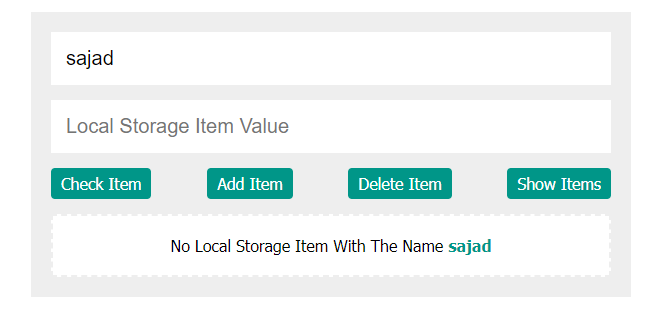 sajad
Local Storage Item Value
Check Item Add Item Delete Item Show Items
No Local Storage Item With The Name sajad